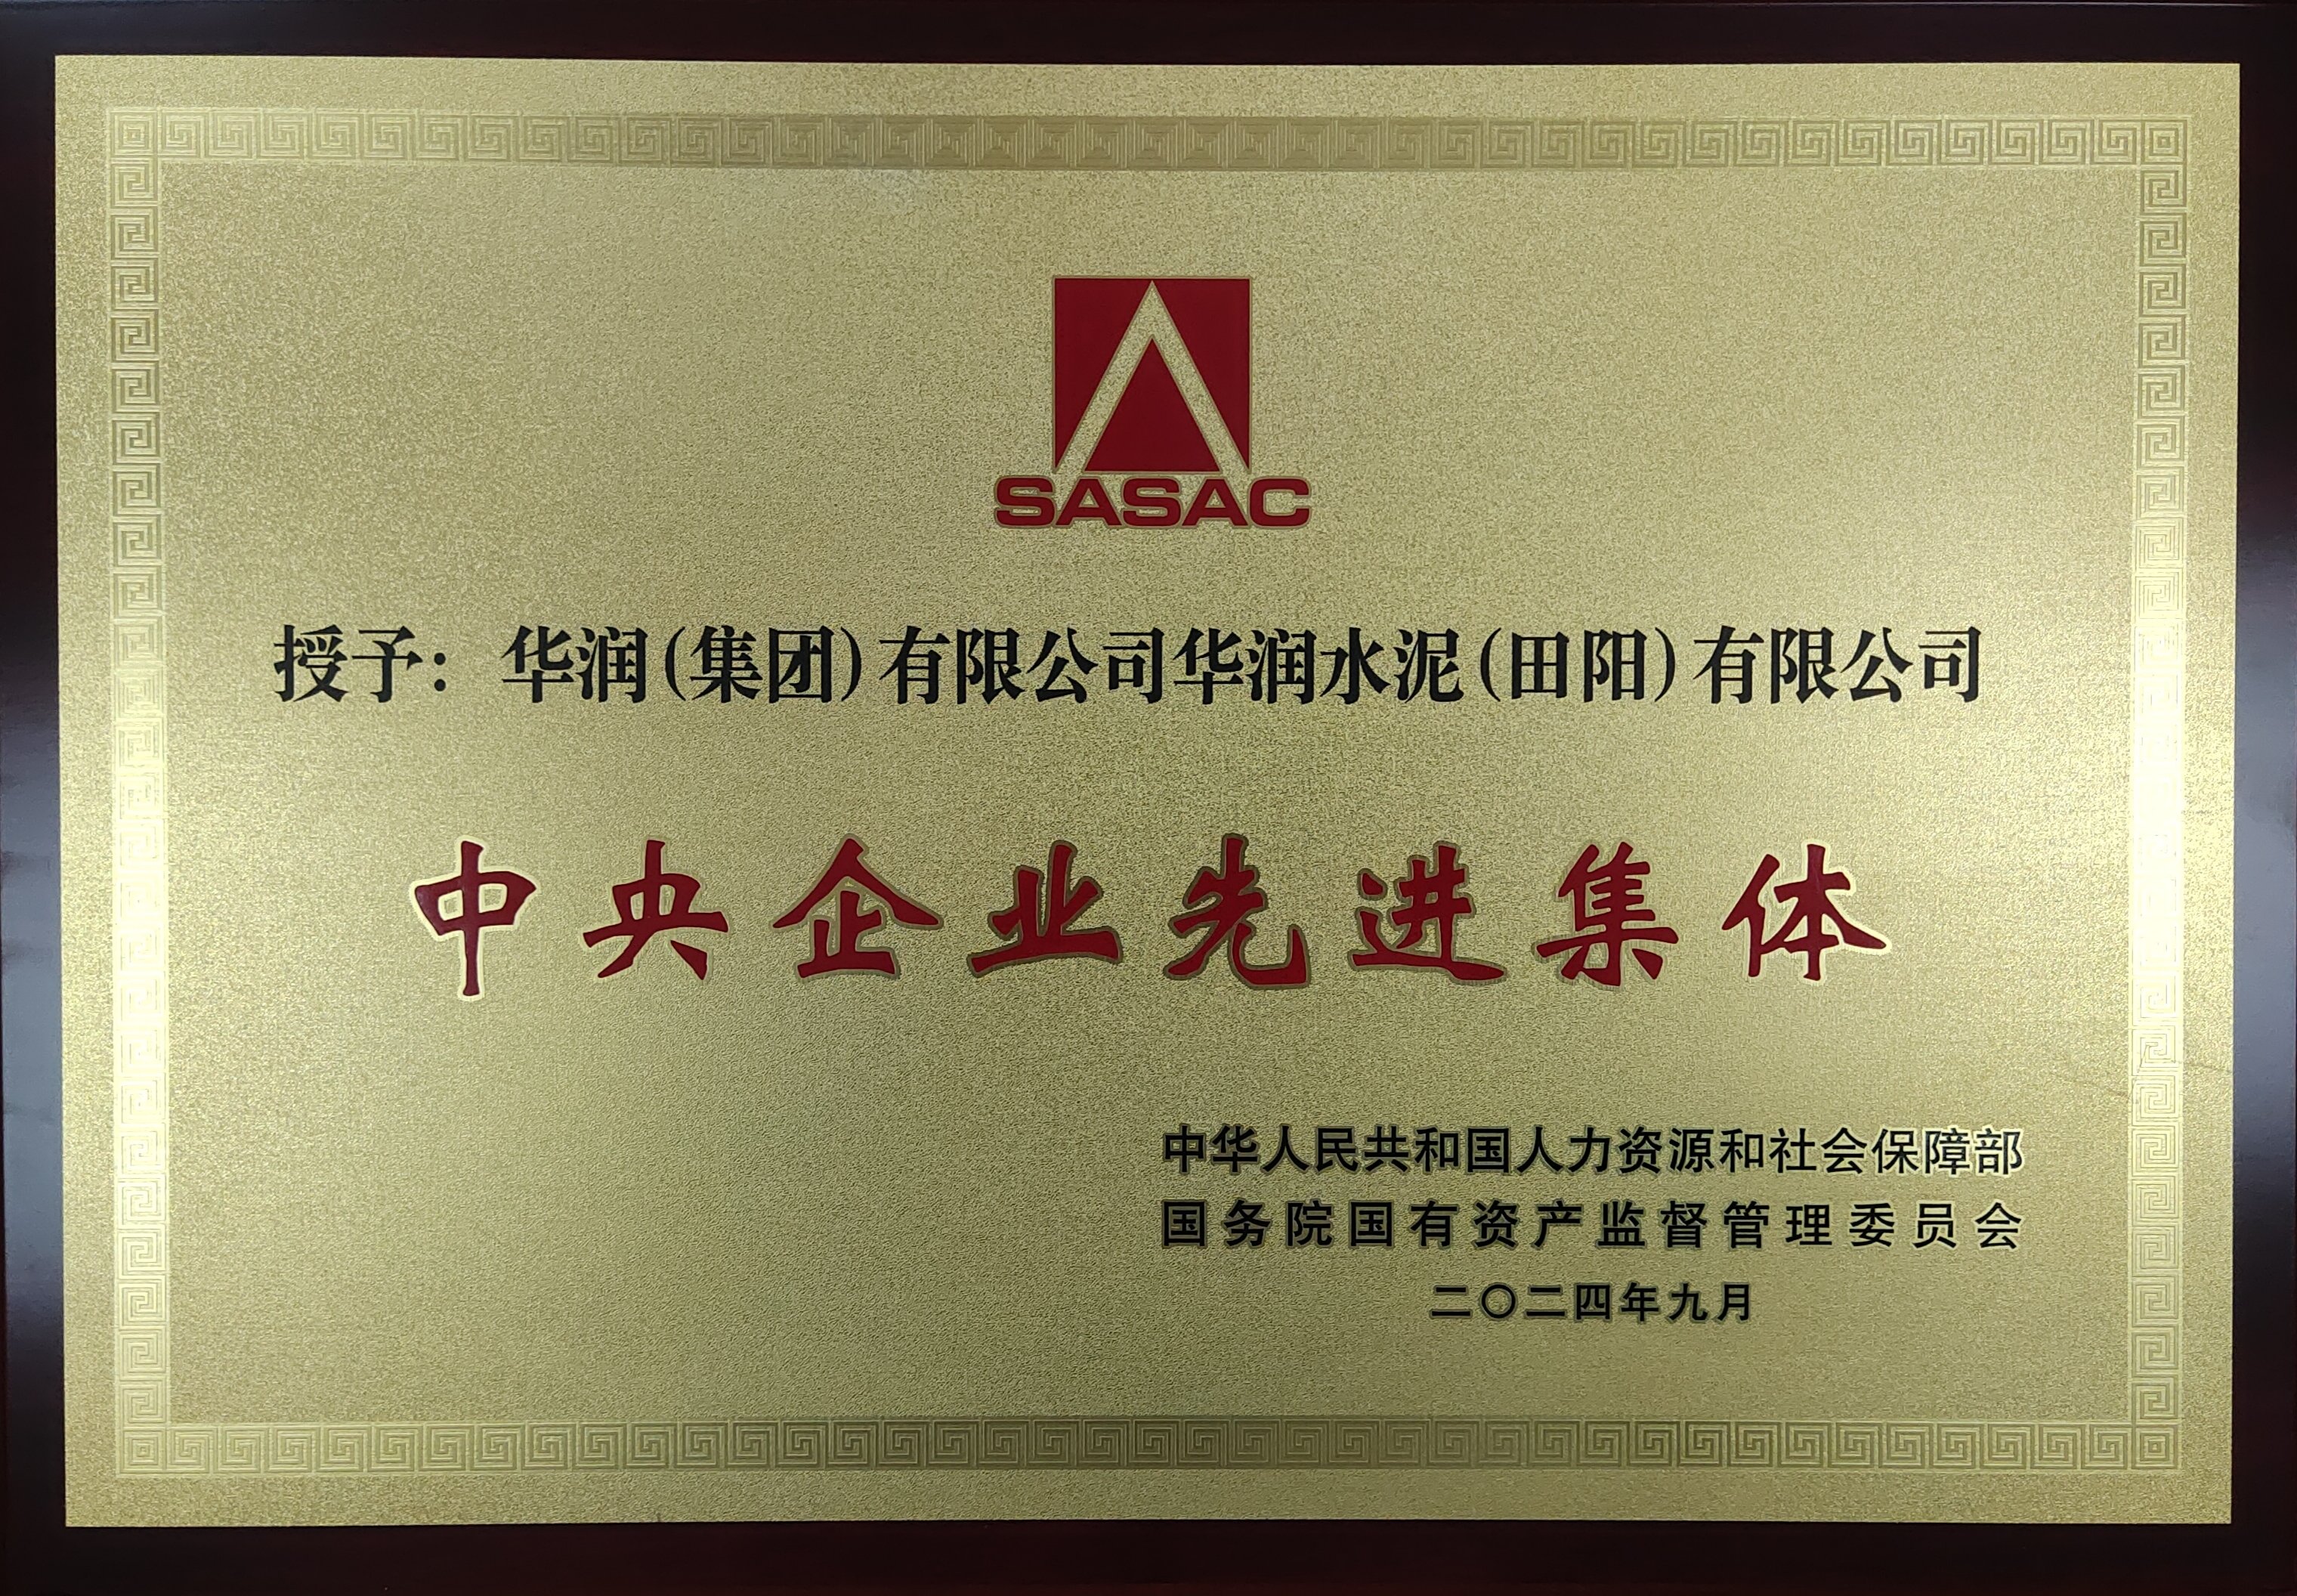 SASAC
授予：华润(集团)有限公司华润水泥(田阳)有限公司
中央企业先进集体
中华人民共和国人力资源和社会保障部
国务院国有资产监督管理委员会
二〇二四年九月